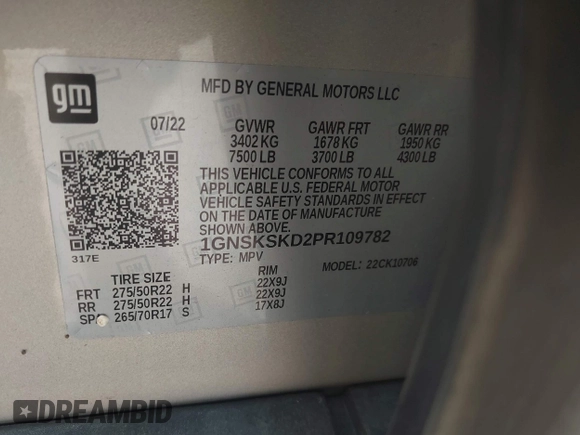 gm
MFD BY GENERAL MOTORS LLC
07/22 GVWR GAWR FRT GAWR RR
3402 KG 1678 KG 1950 KG
7500 LB 3700 LB 4300 LB
THIS VEHICLE CONFORMS TO ALL
APPLICABLE U.S. FEDERAL MOTOR
VEHICLE SAFETY STANDARDS IN
EFFECT ON THE DATE OF MANUFACTURE
SHOWN ABOVE.
1GNSKSKD2PR109782
317E TYPE: MPV MODEL: 22CK10706
TIRE SIZE RIM
FRT 275/50R22 H 22X9J
RR 275/50R22 H 22X9J
SP 265/70R17 S 17X8J
DREAMBID